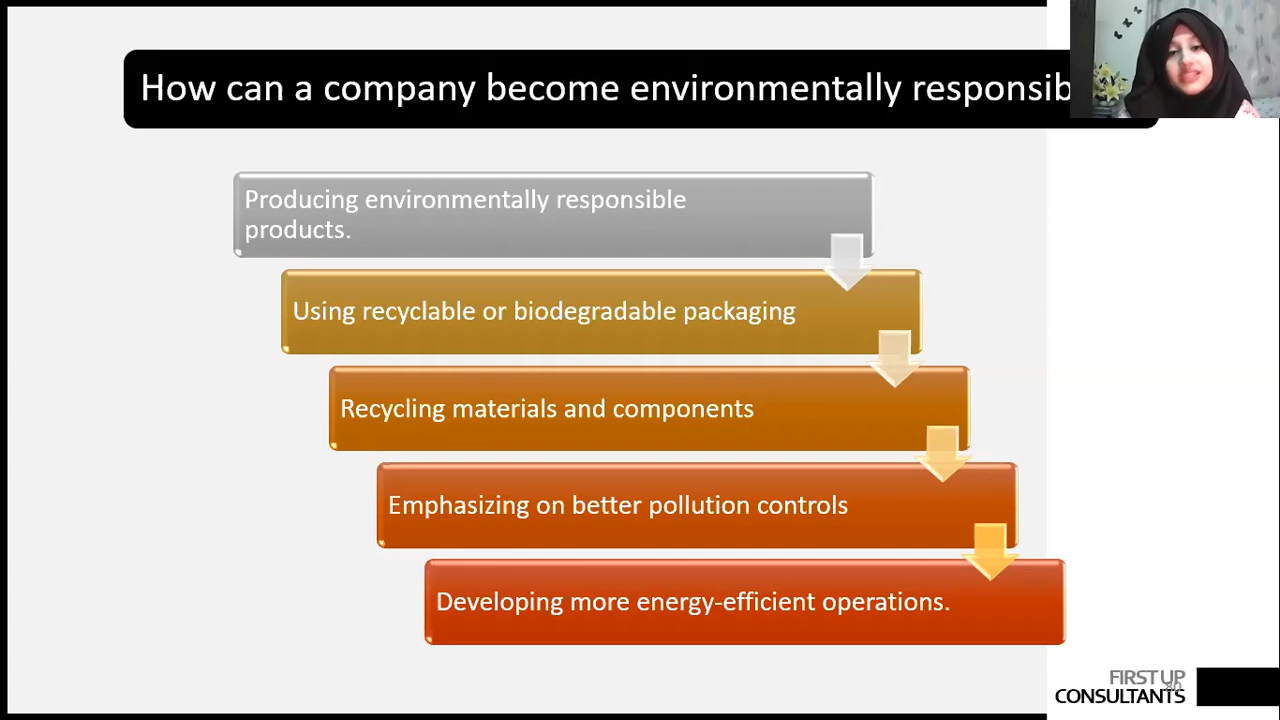 How can a company become environmentally responsib
Producing environmentally responsible
products.
Using recyclable or biodegradable packaging
Recycling materials and components
Emphasizing on better pollution controls
Developing more energy-efficient operations.
FIRST UP
80
CONSULTANTS